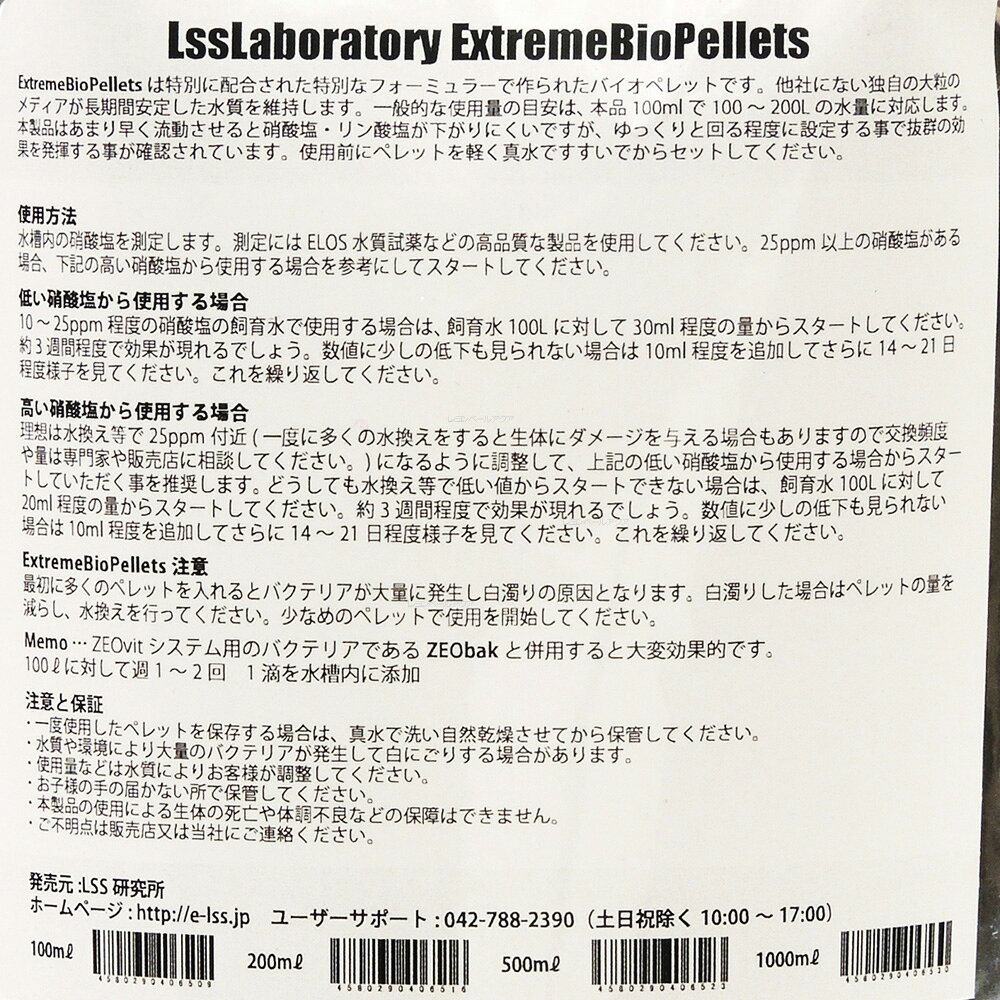 LssLaboratory ExtremeBioPellets
ExtremeBioPellets は特別に配合された特別なフォーミュラーで作られたバイオペレットです。他社にない独自の大粒の
メディアが長期間安定した水質を維持します。一般的な使用量の目安は、本品 100ml で 100 ～ 200L の水量に対応します。
本製品はあまり早く流動させると硝酸塩・リン酸塩が下がりにくいですが、ゆっくりと回る程度に設定する事で抜群の効
果を発揮する事が確認されています。使用前にペレットを軽く真水ですすいでからセットしてください。
使用方法
水槽内の硝酸塩を測定します。測定には ELOS 水質試薬などの高品質な製品を使用してください。25ppm 以上の硝酸塩がある
場合、下記の高い硝酸塩から使用する場合を参考にしてスタートしてください。
低い硝酸塩から使用する場合
10 ～ 25ppm 程度の硝酸塩の飼育水で使用する場合は、飼育水 100L に対して 30ml 程度の量からスタートしてください。
約 3 週間程度で効果が現れるでしょう。数値に少しの低下も見られない場合は 10ml 程度を追加してさらに 14 ～ 21 日
程度様子を見てください。これを繰り返してください。
高い硝酸塩から使用する場合
レヨンベールアクア
理想は水換え等で 25ppm 付近 ( 一度に多くの水換えをすると生体にダメージを与える場合もありますので交換頻度
や量は専門家や販売店に相談してください。) になるように調整して、上記の低い硝酸塩から使用する場合からスター
トしていただく事を推奨します。どうしても水換え等で低い値からスタートできない場合は、飼育水 100L に対して
20ml 程度の量からスタートしてください。約 3 週間程度で効果が現れるでしょう。数値に少しの低下も見られない
場合は 10ml 程度を追加してさらに 14 ～ 21 日程度様子を見てください。これを繰り返してください。
ExtremeBioPellets 注意
最初に多くのペレットを入れるとバクテリアが大量に発生し白濁りの原因となります。白濁りした場合はペレットの量を
減らし、水換えを行ってください。少なめのペレットで使用を開始してください。
Memo … ZEOvit システム用のバクテリアである ZEObak と併用すると大変効果的です。
100ℓに対して週 1 ～ 2 回　1 滴を水槽内に添加
注意と保証
・一度使用したペレットを保存する場合は、真水で洗い自然乾燥させてから保管してください。
・水質や環境により大量のバクテリアが発生して白にごりする場合があります。
・使用量などは水質によりお客様が調整してください。
・お子様の手の届かない所で保管してください。
・本製品の使用による生体の死亡や体調不良などの保障はできません。
・ご不明点は販売店又は当社にご連絡ください。
発売元 :LSS 研究所
ホームページ : http://e-lss.jp　ユーザーサポート : 042-788-2390（土日祝除く 10:00 ～ 17:00）
100mℓ 200mℓ 500mℓ 1000mℓ
4580290406509 4580290406516 4580290406523 4580290406530